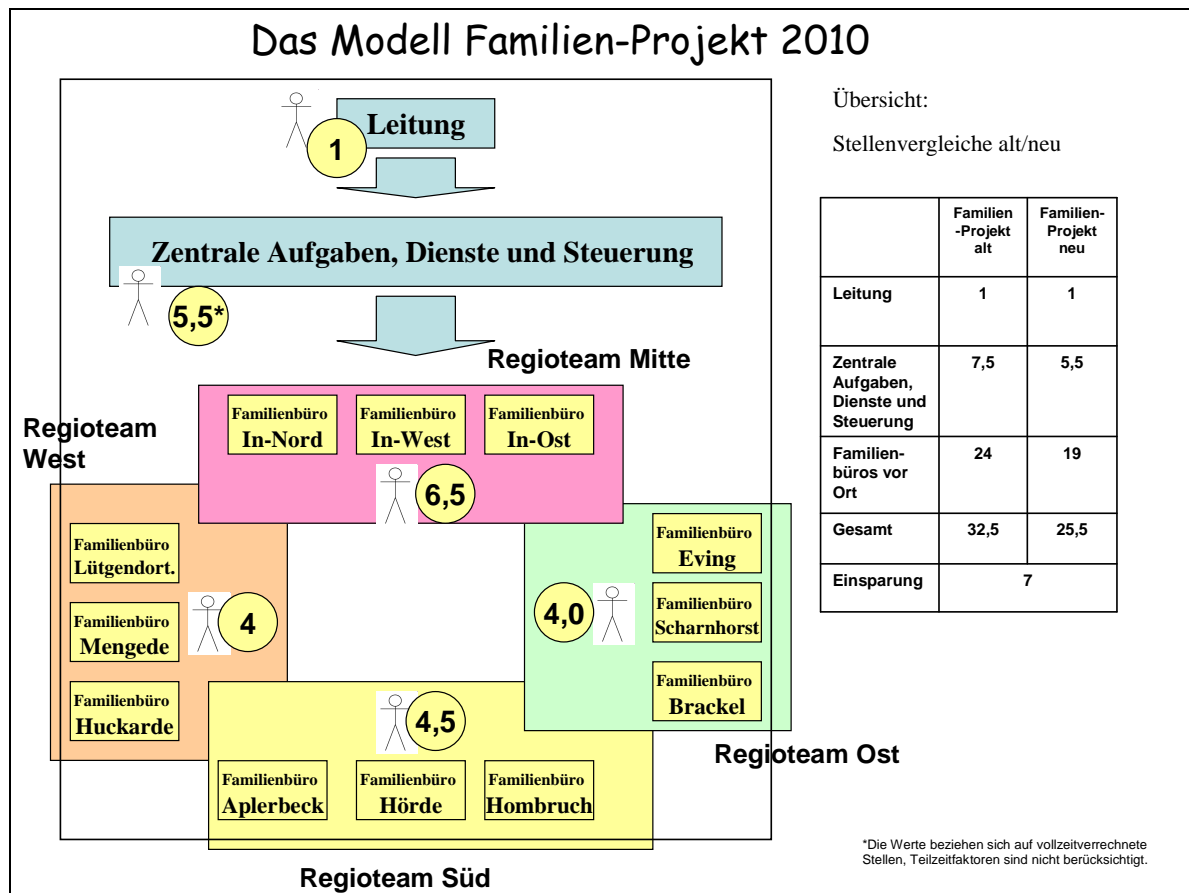 Das Modell Familien-Projekt 2010
Leitung
1
Zentrale Aufgaben, Dienste und Steuerung
5,5*
Regioteam Mitte
Familienbüro
In-Nord
Familienbüro
In-West
Familienbüro
In-Ost
6,5
Regioteam
West
Familienbüro
Lütgendort.
Familienbüro
Mengede
Familienbüro
Huckarde
4
Familienbüro
Eving
Familienbüro
Scharnhorst
Familienbüro
Brackel
4,0
Regioteam Ost
4,5
Familienbüro
Aplerbeck
Familienbüro
Hörde
Familienbüro
Hombruch
Regioteam Süd
Übersicht:
Stellenvergleiche alt/neu
Familien
-Projekt
alt
Familien-
Projekt
neu
Leitung
1
1
Zentrale
Aufgaben,
Dienste und
Steuerung
7,5
5,5
Familien-
büros vor
Ort
24
19
Gesamt
32,5
25,5
Einsparung
7
*Die Werte beziehen sich auf vollzeitverrechnete
Stellen, Teilzeitfaktoren sind nicht berücksichtigt.